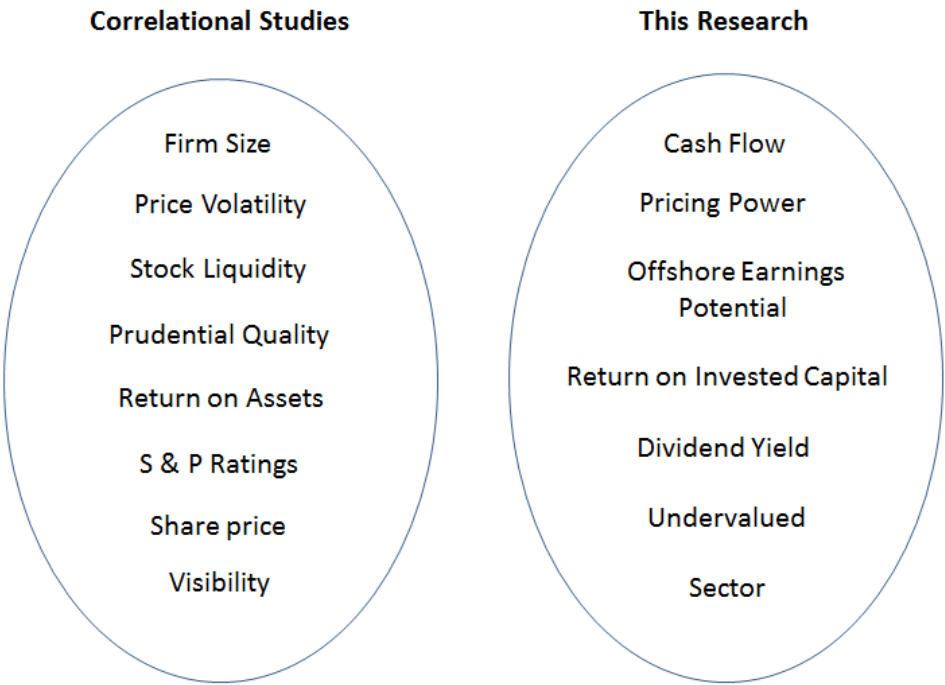 Correlational Studies
Firm Size
Price Volatility
Stock Liquidity
Prudential Quality
Return on Assets
S & P Ratings
Share price
Visibility
This Research
Cash Flow
Pricing Power
Offshore Earnings
Potential
Return on Invested Capital
Dividend Yield
Undervalued
Sector